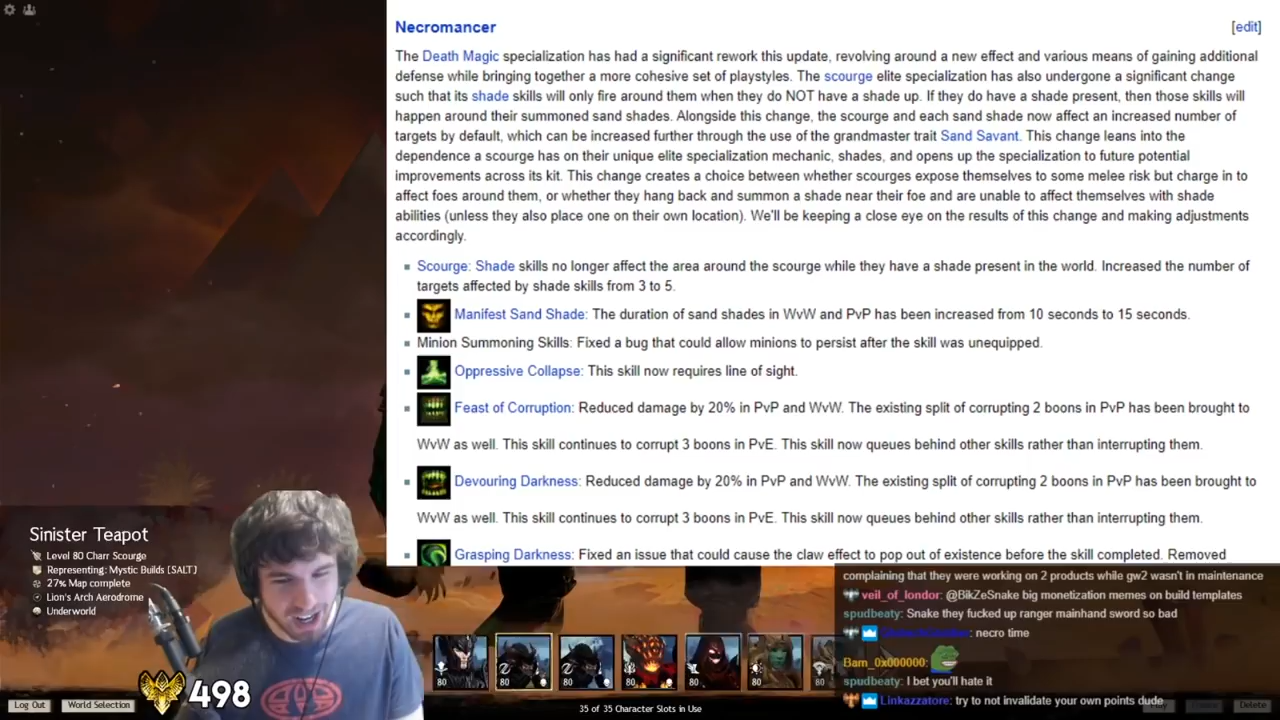 Necromancer
[edit]
The Death Magic specialization has had a significant rework this update, revolving around a new effect and various means of gaining additional
defense while bringing together a more cohesive set of playstyles. The scourge elite specialization has also undergone a significant change
such that its shade skills will only fire around them when they do NOT have a shade up. If they do have a shade present, then those skills will
happen around their summoned sand shades. Alongside this change, the scourge and each sand shade now affect an increased number of
targets by default, which can be increased further through the use of the grandmaster trait Sand Savant. This change leans into the
dependence a scourge has on their unique elite specialization mechanic, shades, and opens up the specialization to future potential
improvements across its kit. This change creates a choice between whether scourges expose themselves to some melee risk but charge in to
affect foes around them, or whether they hang back and summon a shade near their foe and are unable to affect themselves with shade
abilities (unless they also place one on their own location). We'll be keeping a close eye on the results of this change and making adjustments
accordingly.
Scourge: Shade skills no longer affect the area around the scourge while they have a shade present in the world. Increased the number of
targets affected by shade skills from 3 to 5.
Manifest Sand Shade: The duration of sand shades in WvW and PvP has been increased from 10 seconds to 15 seconds.
Minion Summoning Skills: Fixed a bug that could allow minions to persist after the skill was unequipped.
Oppressive Collapse: This skill now requires line of sight.
Feast of Corruption: Reduced damage by 20% in PvP and WvW. The existing split of corrupting 2 boons in PvP has been brought to
WvW as well. This skill continues to corrupt 3 boons in PvE. This skill now queues behind other skills rather than interrupting them.
Devouring Darkness: Reduced damage by 20% in PvP and WvW. The existing split of corrupting 2 boons in PvP has been brought to
WvW as well. This skill continues to corrupt 3 boons in PvE. This skill now queues behind other skills rather than interrupting them.
Grasping Darkness: Fixed an issue that could cause the claw effect to pop out of existence before the skill completed. Removed
Sinister Teapot
Level 80 Charr Scourge
Representing: Mystic Builds [SALT]
27% Map complete
Lion's Arch Aerodrome
Underworld
498
Log Out
World Selection
80
80
80
80
80
80
80
35 of 35 Character Slots in Use
complaining that they were working on 2 products while gw2 wasn't in maintenance
veil_of_londor: @BikZeSnake big monetization memes on build templates
spudbeaty: Snake they fucked up ranger mainhand sword so bad
: necro time
Barn_0x000000:
spudbeaty: I bet you'll hate it
Linkazzatore: try to not invalidate your own points dude
Delete